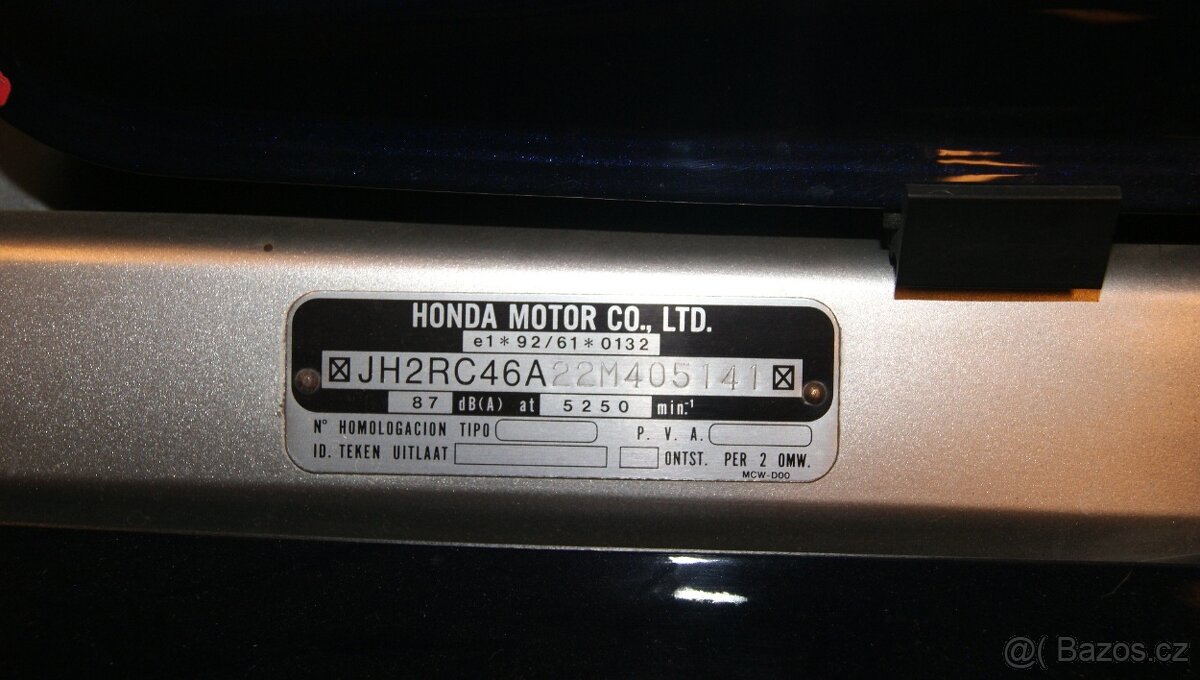 HONDA MOTOR CO., LTD.
e1*92/61*0132
JH2RC46A22M405141
87 dB(A) at 5250 min.-1
N° HOMOLOGACION TIPO P. V. A.
ID. TEKEN UITLAAT ONTST. PER 2 OMW.
MCW-D00
@( Bazos.cz